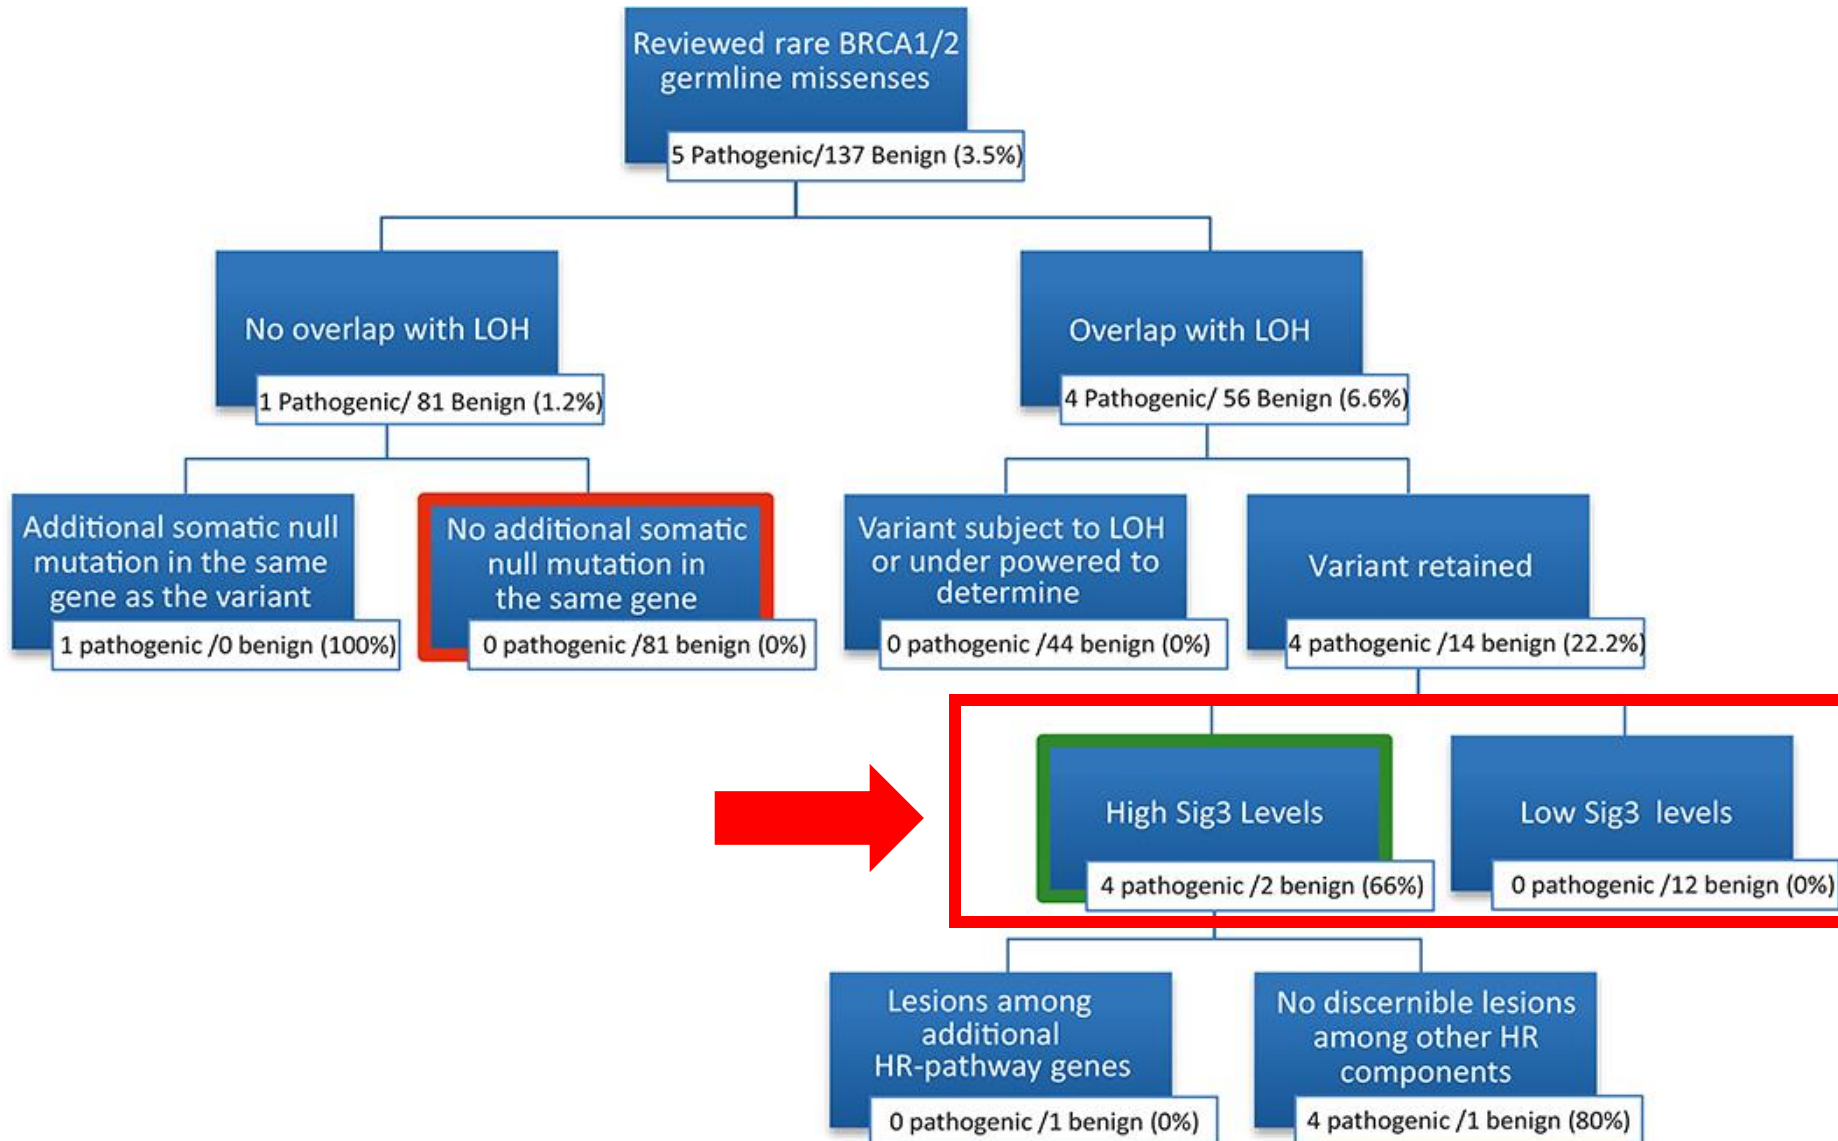 Reviewed rare BRCA1/2
germline missenses
5 Pathogenic/137 Benign (3.5%)
No overlap with LOH
1 Pathogenic/ 81 Benign (1.2%)
Overlap with LOH
4 Pathogenic/ 56 Benign (6.6%)
Additional somatic null
mutation in the same
gene as the variant
1 pathogenic /0 benign (100%)
No additional somatic
null mutation in
the same gene
0 pathogenic /81 benign (0%)
Variant subject to LOH
or under powered to
determine
0 pathogenic /44 benign (0%)
Variant retained
4 pathogenic /14 benign (22.2%)
High Sig3 Levels
4 pathogenic /2 benign (66%)
Low Sig3 levels
0 pathogenic /12 benign (0%)
Lesions among
additional
HR-pathway genes
0 pathogenic /1 benign (0%)
No discernible lesions
among other HR
components
4 pathogenic /1 benign (80%)